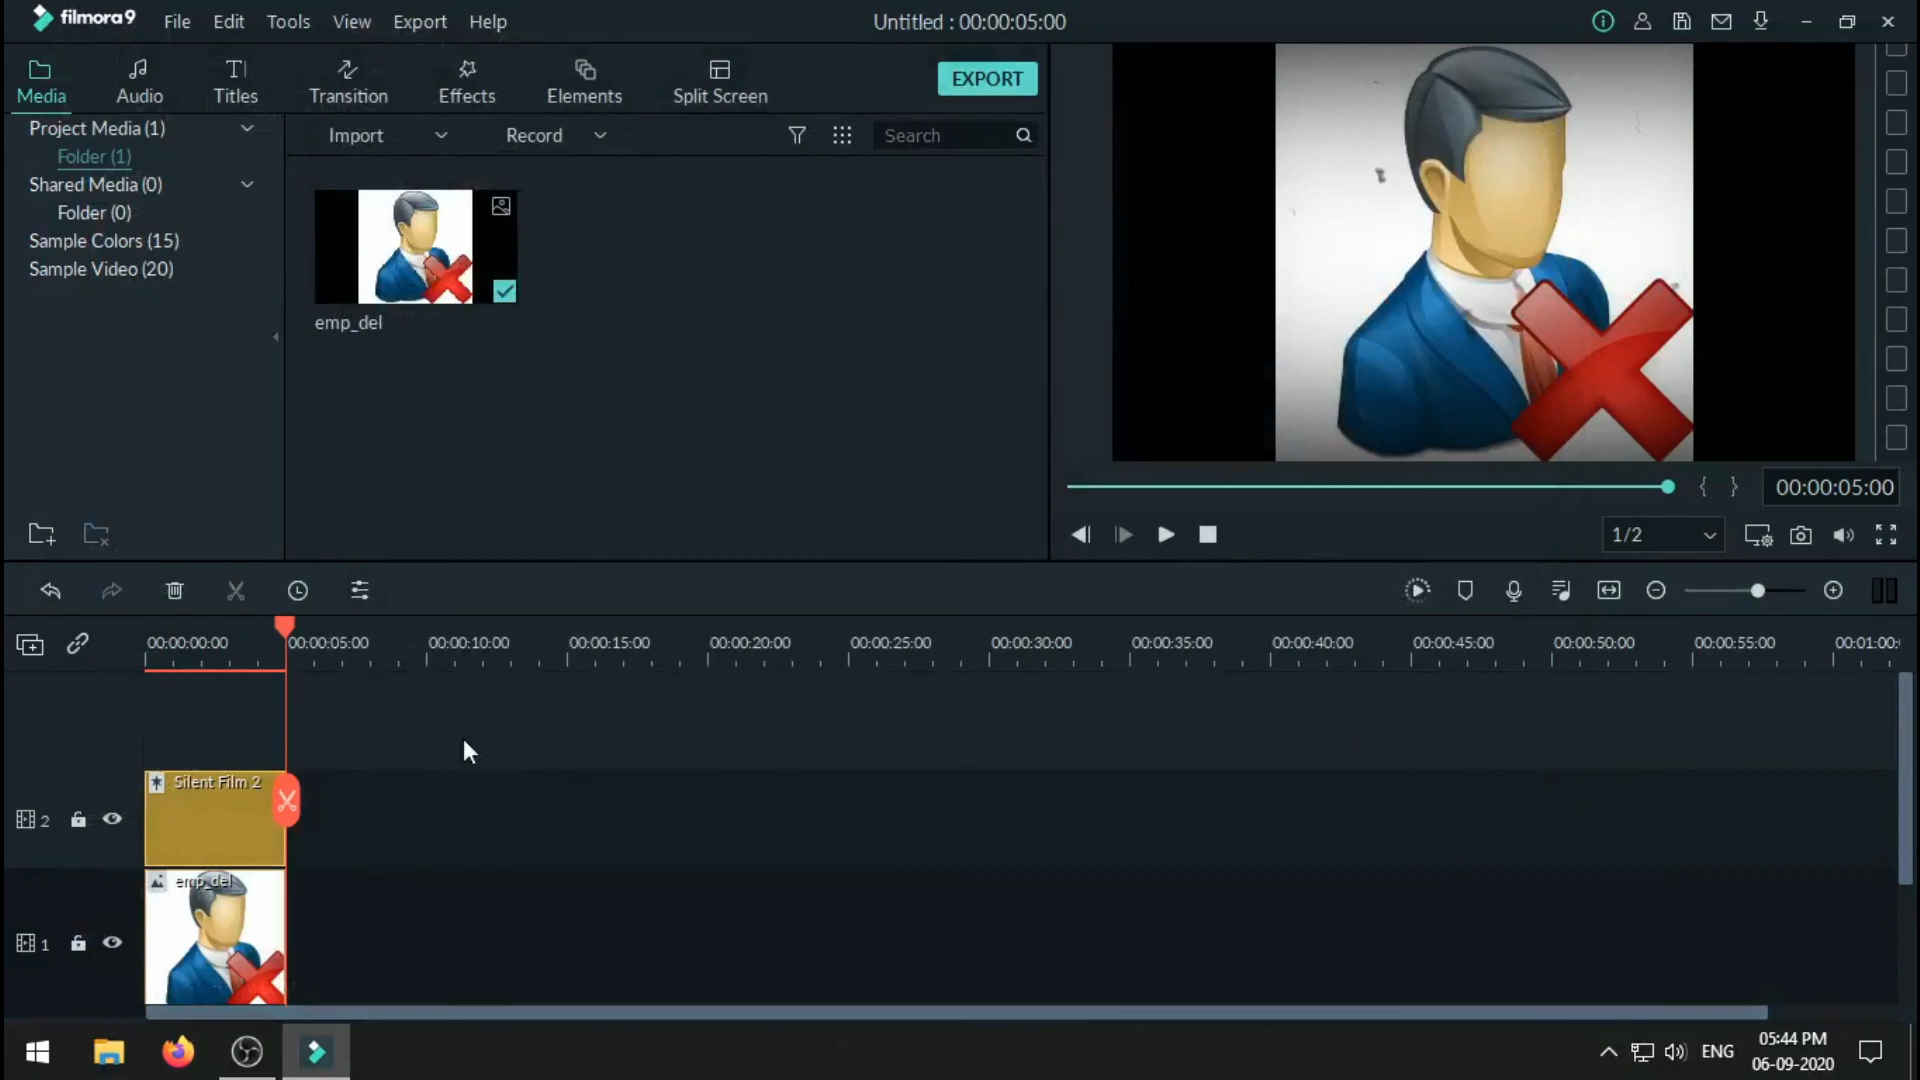 filmora9 File Edit Tools View Export Help Untitled : 00:00:05:00
Media Audio Titles Transition Effects Elements Split Screen EXPORT
Project Media (1)
Folder (1)
Shared Media (0)
Folder (0)
Sample Colors (15)
Sample Video (20)
Import Record Search
emp_del
00:00:05:00
1/2
00:00:00:00 00:00:05:00 00:00:10:00 00:00:15:00 00:00:20:00 00:00:25:00 00:00:30:00 00:00:35:00 00:00:40:00 00:00:45:00 00:00:50:00 00:00:55:00 00:01:00:
Silent Film 2
2
emp_del
1
ENG
05:44 PM
06-09-2020